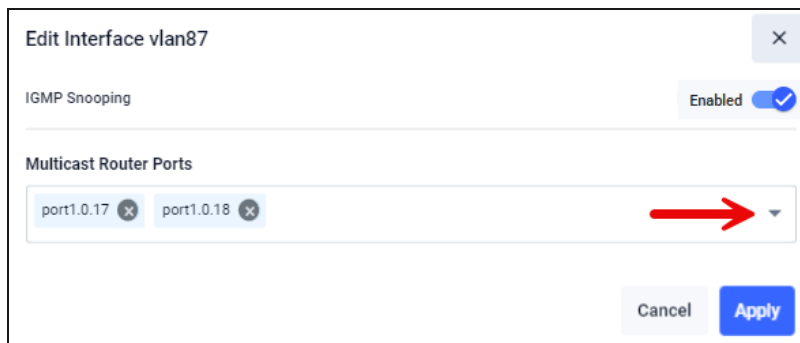 Edit Interface vlan87
IGMP Snooping
Enabled
Multicast Router Ports
port1.0.17 port1.0.18
Cancel Apply